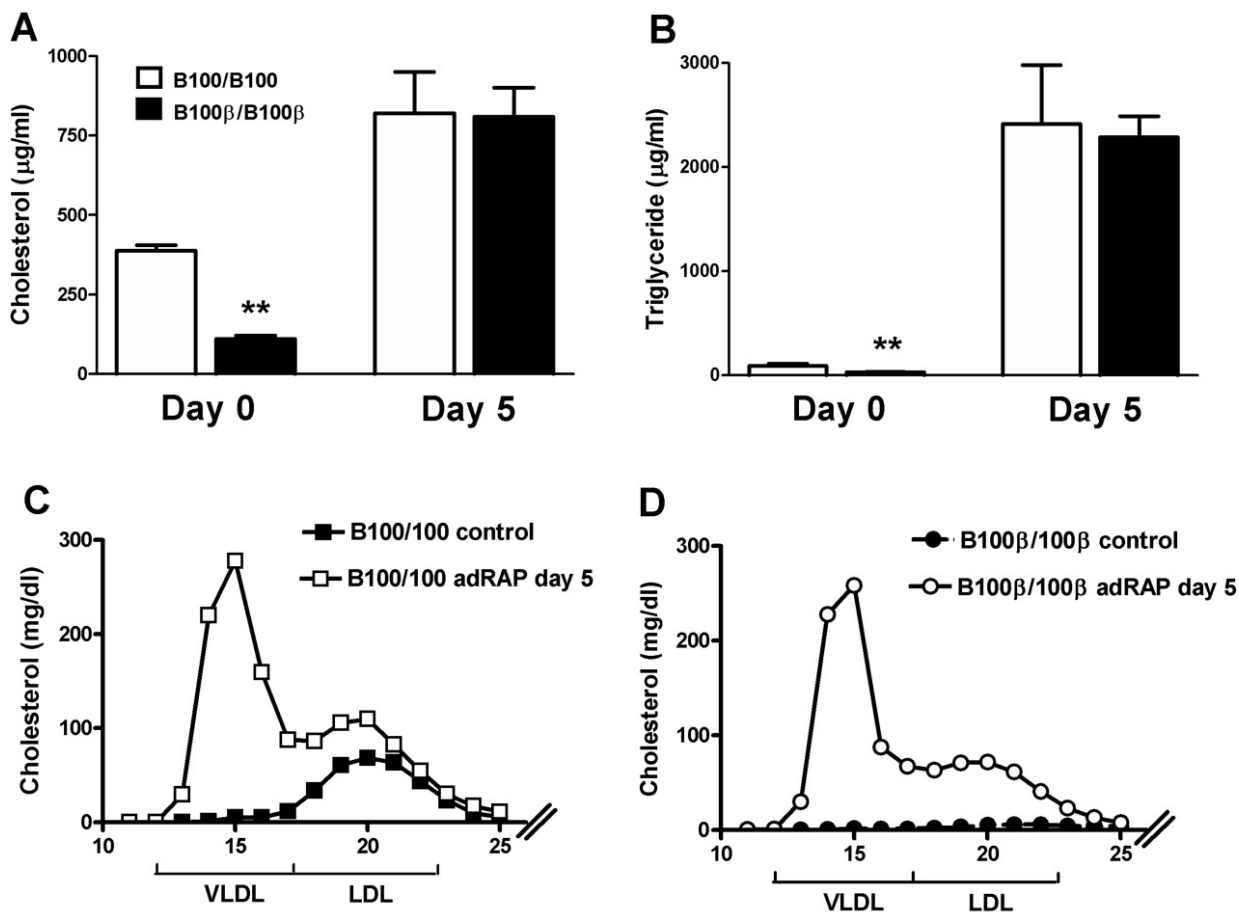 A
Cholesterol (μg/ml)
1000
750
500
250
0
B100/B100
B100β/B100β
**
Day 0
Day 5
B
Triglyceride (μg/ml)
3000
2000
1000
0
**
Day 0
Day 5
C
Cholesterol (mg/dl)
300
200
100
0
B100/100 control
B100/100 adRAP day 5
10
15
20
25
VLDL
LDL
D
Cholesterol (mg/dl)
300
200
100
0
B100β/100β control
B100β/100β adRAP day 5
10
15
20
25
VLDL
LDL